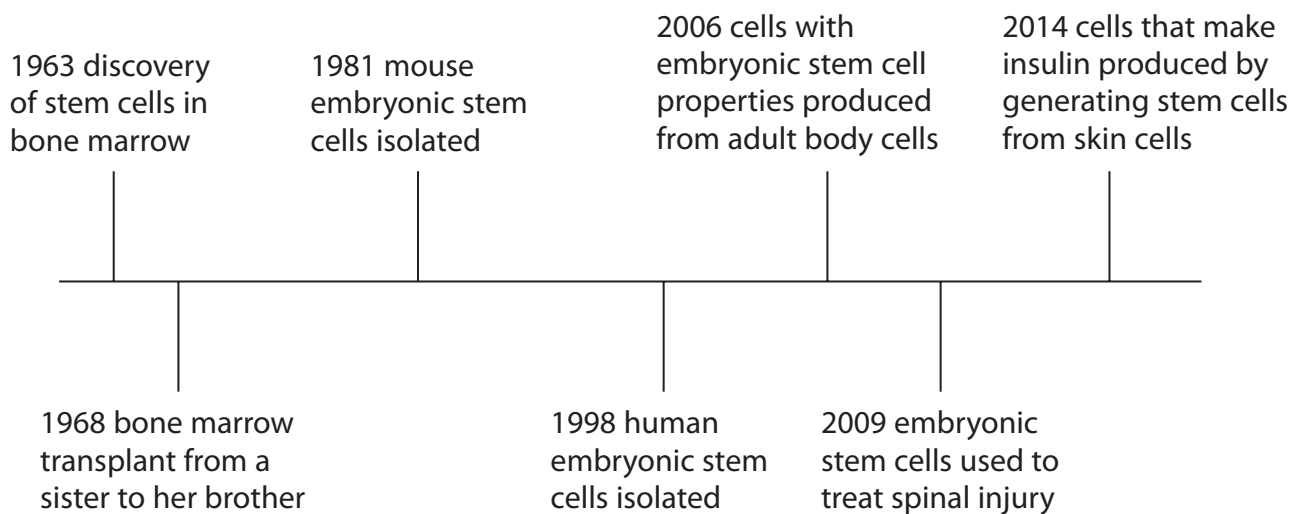 1963 discovery
of stem cells in
bone marrow
1981 mouse
embryonic stem
cells isolated
2006 cells with
embryonic stem cell
properties produced
from adult body cells
2014 cells that make
insulin produced by
generating stem cells
from skin cells
1968 bone marrow
transplant from a
sister to her brother
1998 human
embryonic stem
cells isolated
2009 embryonic
stem cells used to
treat spinal injury